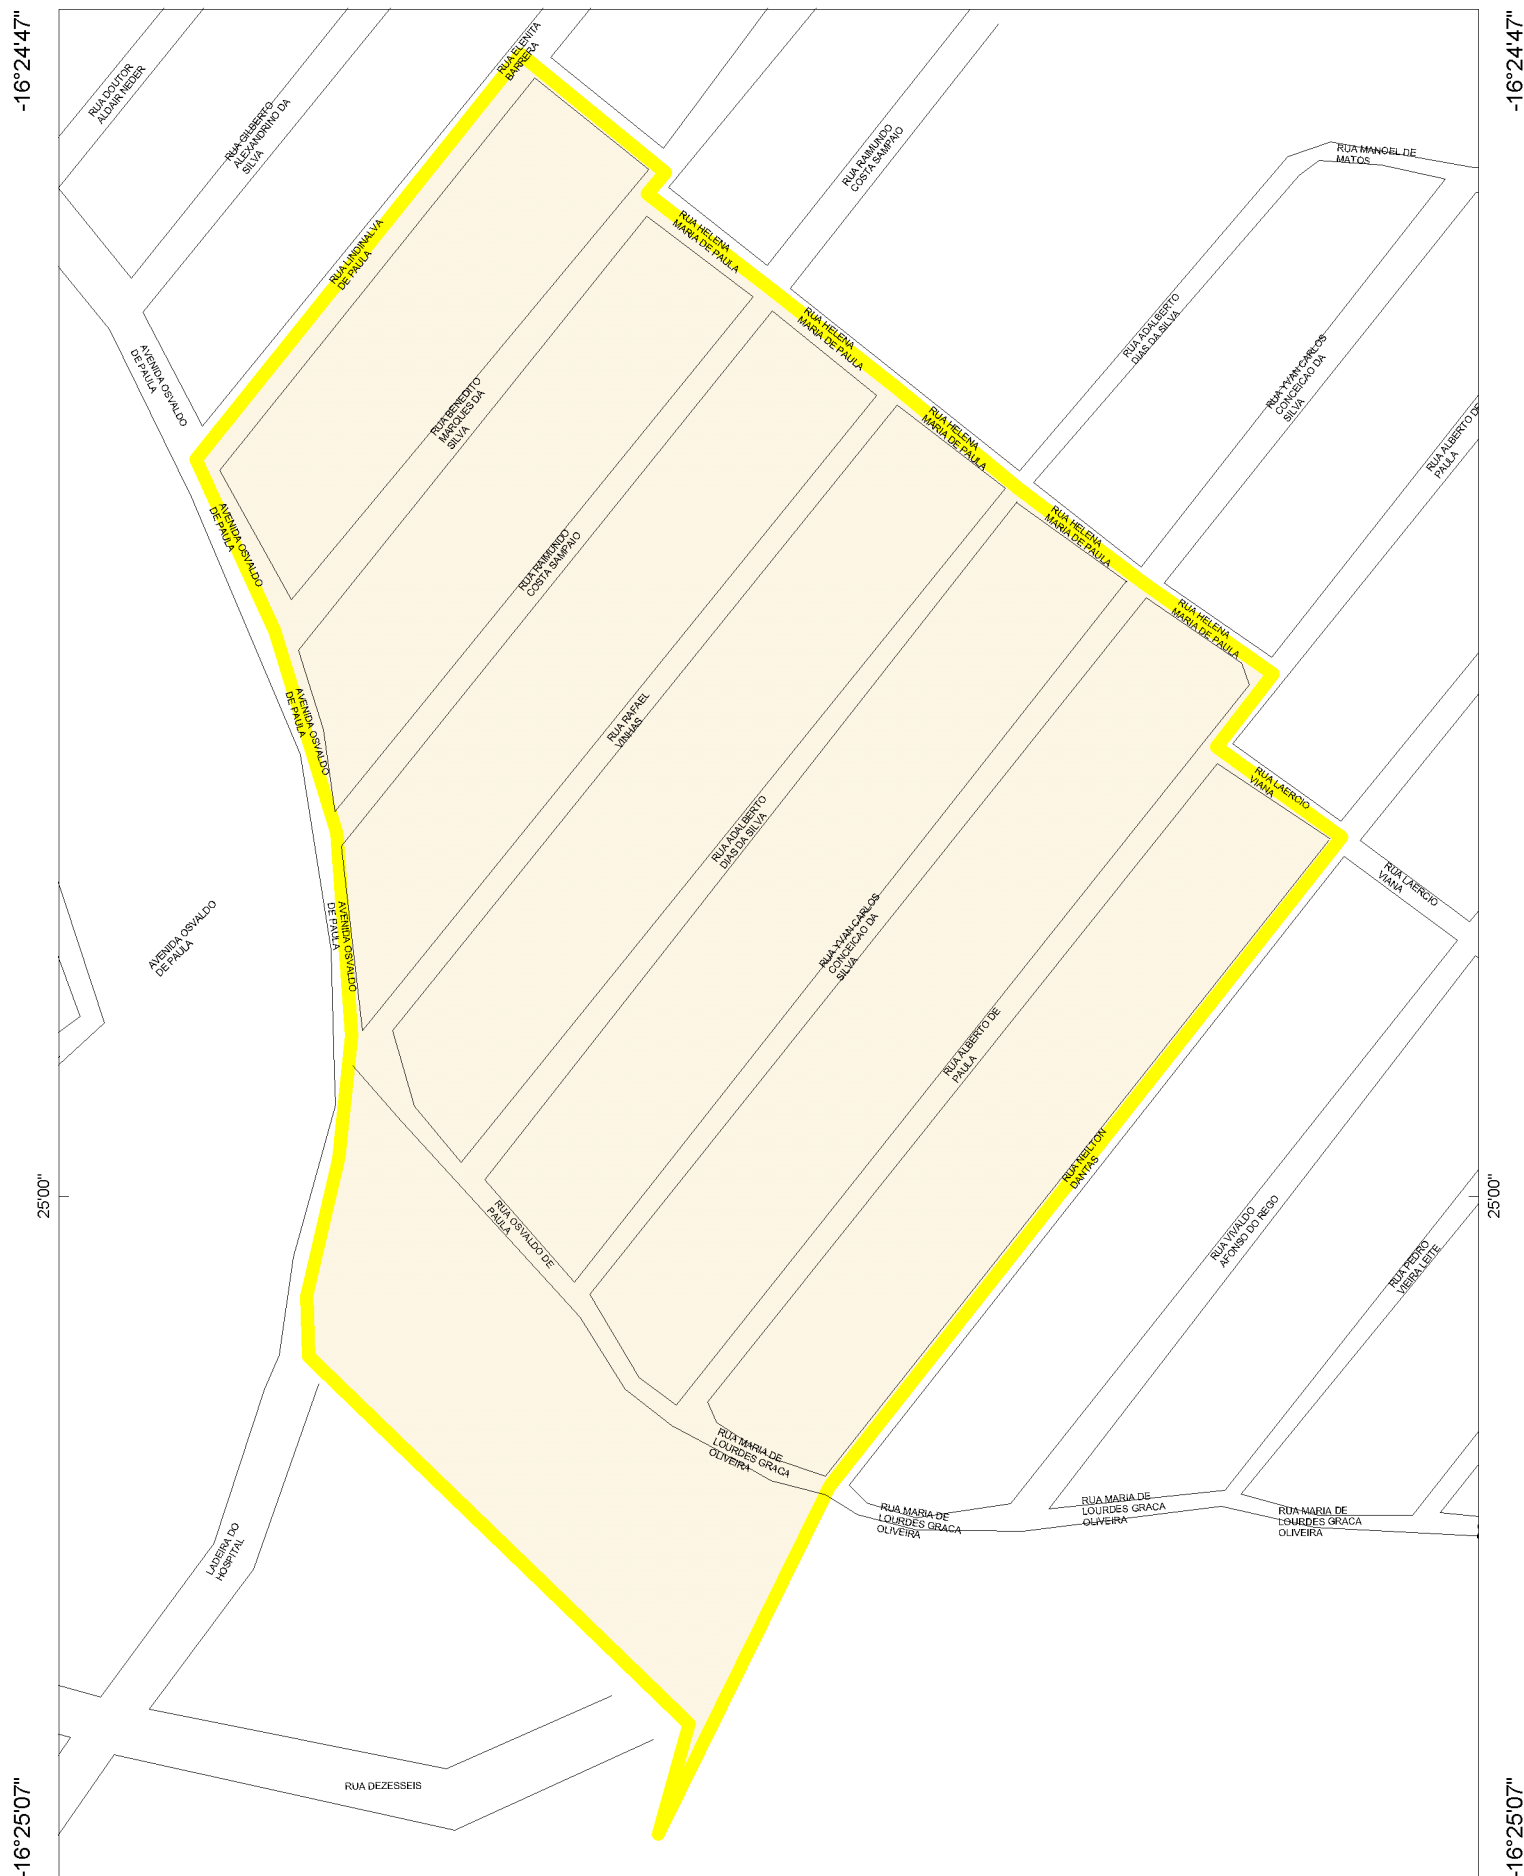 -16°24'47"
-16°24'47"
RUA ELENITA
BARRERA
RUA DOUTOR
ALDAIR NEDER
RUA GILBERTO
ALEXANDRINO DA
SILVA
RUA RAIMUNDO
COSTA SAMPAIO
RUA MANOEL DE
MATOS
RUA LINDINALVA
DE PAULA
RUA HELENA
MARIA DE PAULA
RUA HELENA
MARIA DE PAULA
RUA ADALBERTO
DIAS DA SILVA
AVENIDA OSVALDO
DE PAULA
RUA BENEDITO
MARQUES DA
SILVA
RUA HELENA
MARIA DE PAULA
RUA YVAN CARLOS
CONCEICAO DA
SILVA
RUA ALBERTO DE
PAULA
AVENIDA OSVALDO
DE PAULA
RUA RAIMUNDO
COSTA SAMPAIO
RUA HELENA
MARIA DE PAULA
RUA HELENA
MARIA DE PAULA
AVENIDA OSVALDO
DE PAULA
RUA RAFAEL
VINHAS
RUA LAERCIO
VIANA
RUA ADALBERTO
DIAS DA SILVA
RUA LAERCIO
VIANA
AVENIDA OSVALDO
DE PAULA
AVENIDA OSVALDO
DE PAULA
RUA YVAN CARLOS
CONCEICAO DA
SILVA
RUA ALBERTO DE
PAULA
RUA NEILTON
DANTAS
25'00"
25'00"
RUA OSVALDO DE
PAULA
RUA VIVALDO
AFONSO DO REGO
RUA PEDRO
VIEIRA LEITE
RUA MARIA DE
LOURDES GRACA
OLIVEIRA
RUA MARIA DE
LOURDES GRACA
OLIVEIRA
RUA MARIA DE
LOURDES GRACA
OLIVEIRA
RUA MARIA DE
LOURDES GRACA
OLIVEIRA
LADEIRA DO
HOSPITAL
RUA DEZESSEIS
-16°25'07"
-16°25'07"